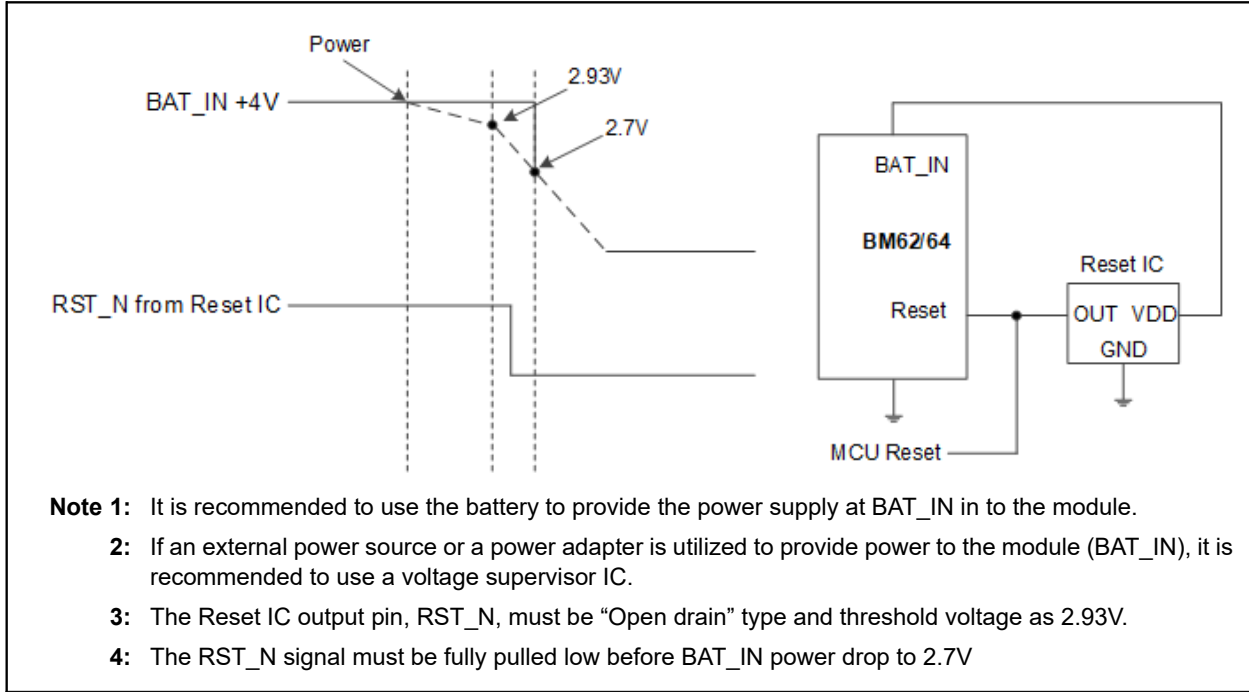 Power
BAT_IN +4V
2.93V
2.7V
RST_N from Reset IC
BAT_IN
BM62/64
Reset
Reset IC
OUT VDD
GND
MCU Reset
Note 1: It is recommended to use the battery to provide the power supply at BAT_IN in to the module.
2: If an external power source or a power adapter is utilized to provide power to the module (BAT_IN), it is
recommended to use a voltage supervisor IC.
3: The Reset IC output pin, RST_N, must be “Open drain” type and threshold voltage as 2.93V.
4: The RST_N signal must be fully pulled low before BAT_IN power drop to 2.7V